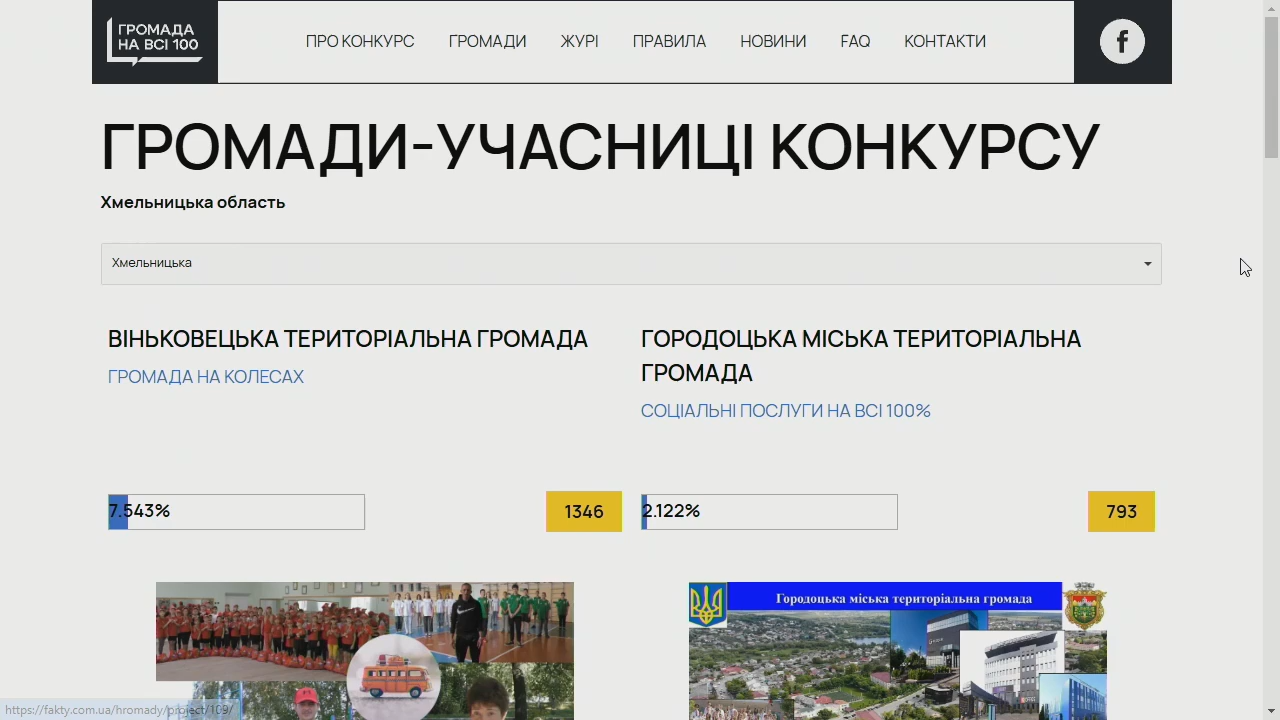 ГРОМАДА
НА ВСІ 100
ПРО КОНКУРС ГРОМАДИ ЖУРІ ПРАВИЛА НОВИНИ FAQ КОНТАКТИ
ГРОМАДИ-УЧАСНИЦІ КОНКУРСУ
Хмельницька область
Хмельницька
ВІНЬКОВЕЦЬКА ТЕРИТОРІАЛЬНА ГРОМАДА
ГРОМАДА НА КОЛЕСАХ
7.543%
1346
ГОРОДОЦЬКА МІСЬКА ТЕРИТОРІАЛЬНА
ГРОМАДА
СОЦІАЛЬНІ ПОСЛУГИ НА ВСІ 100%
2.122%
793
Городоцька міська територіальна громада
https://fakty.com.ua/hromady/project/109/